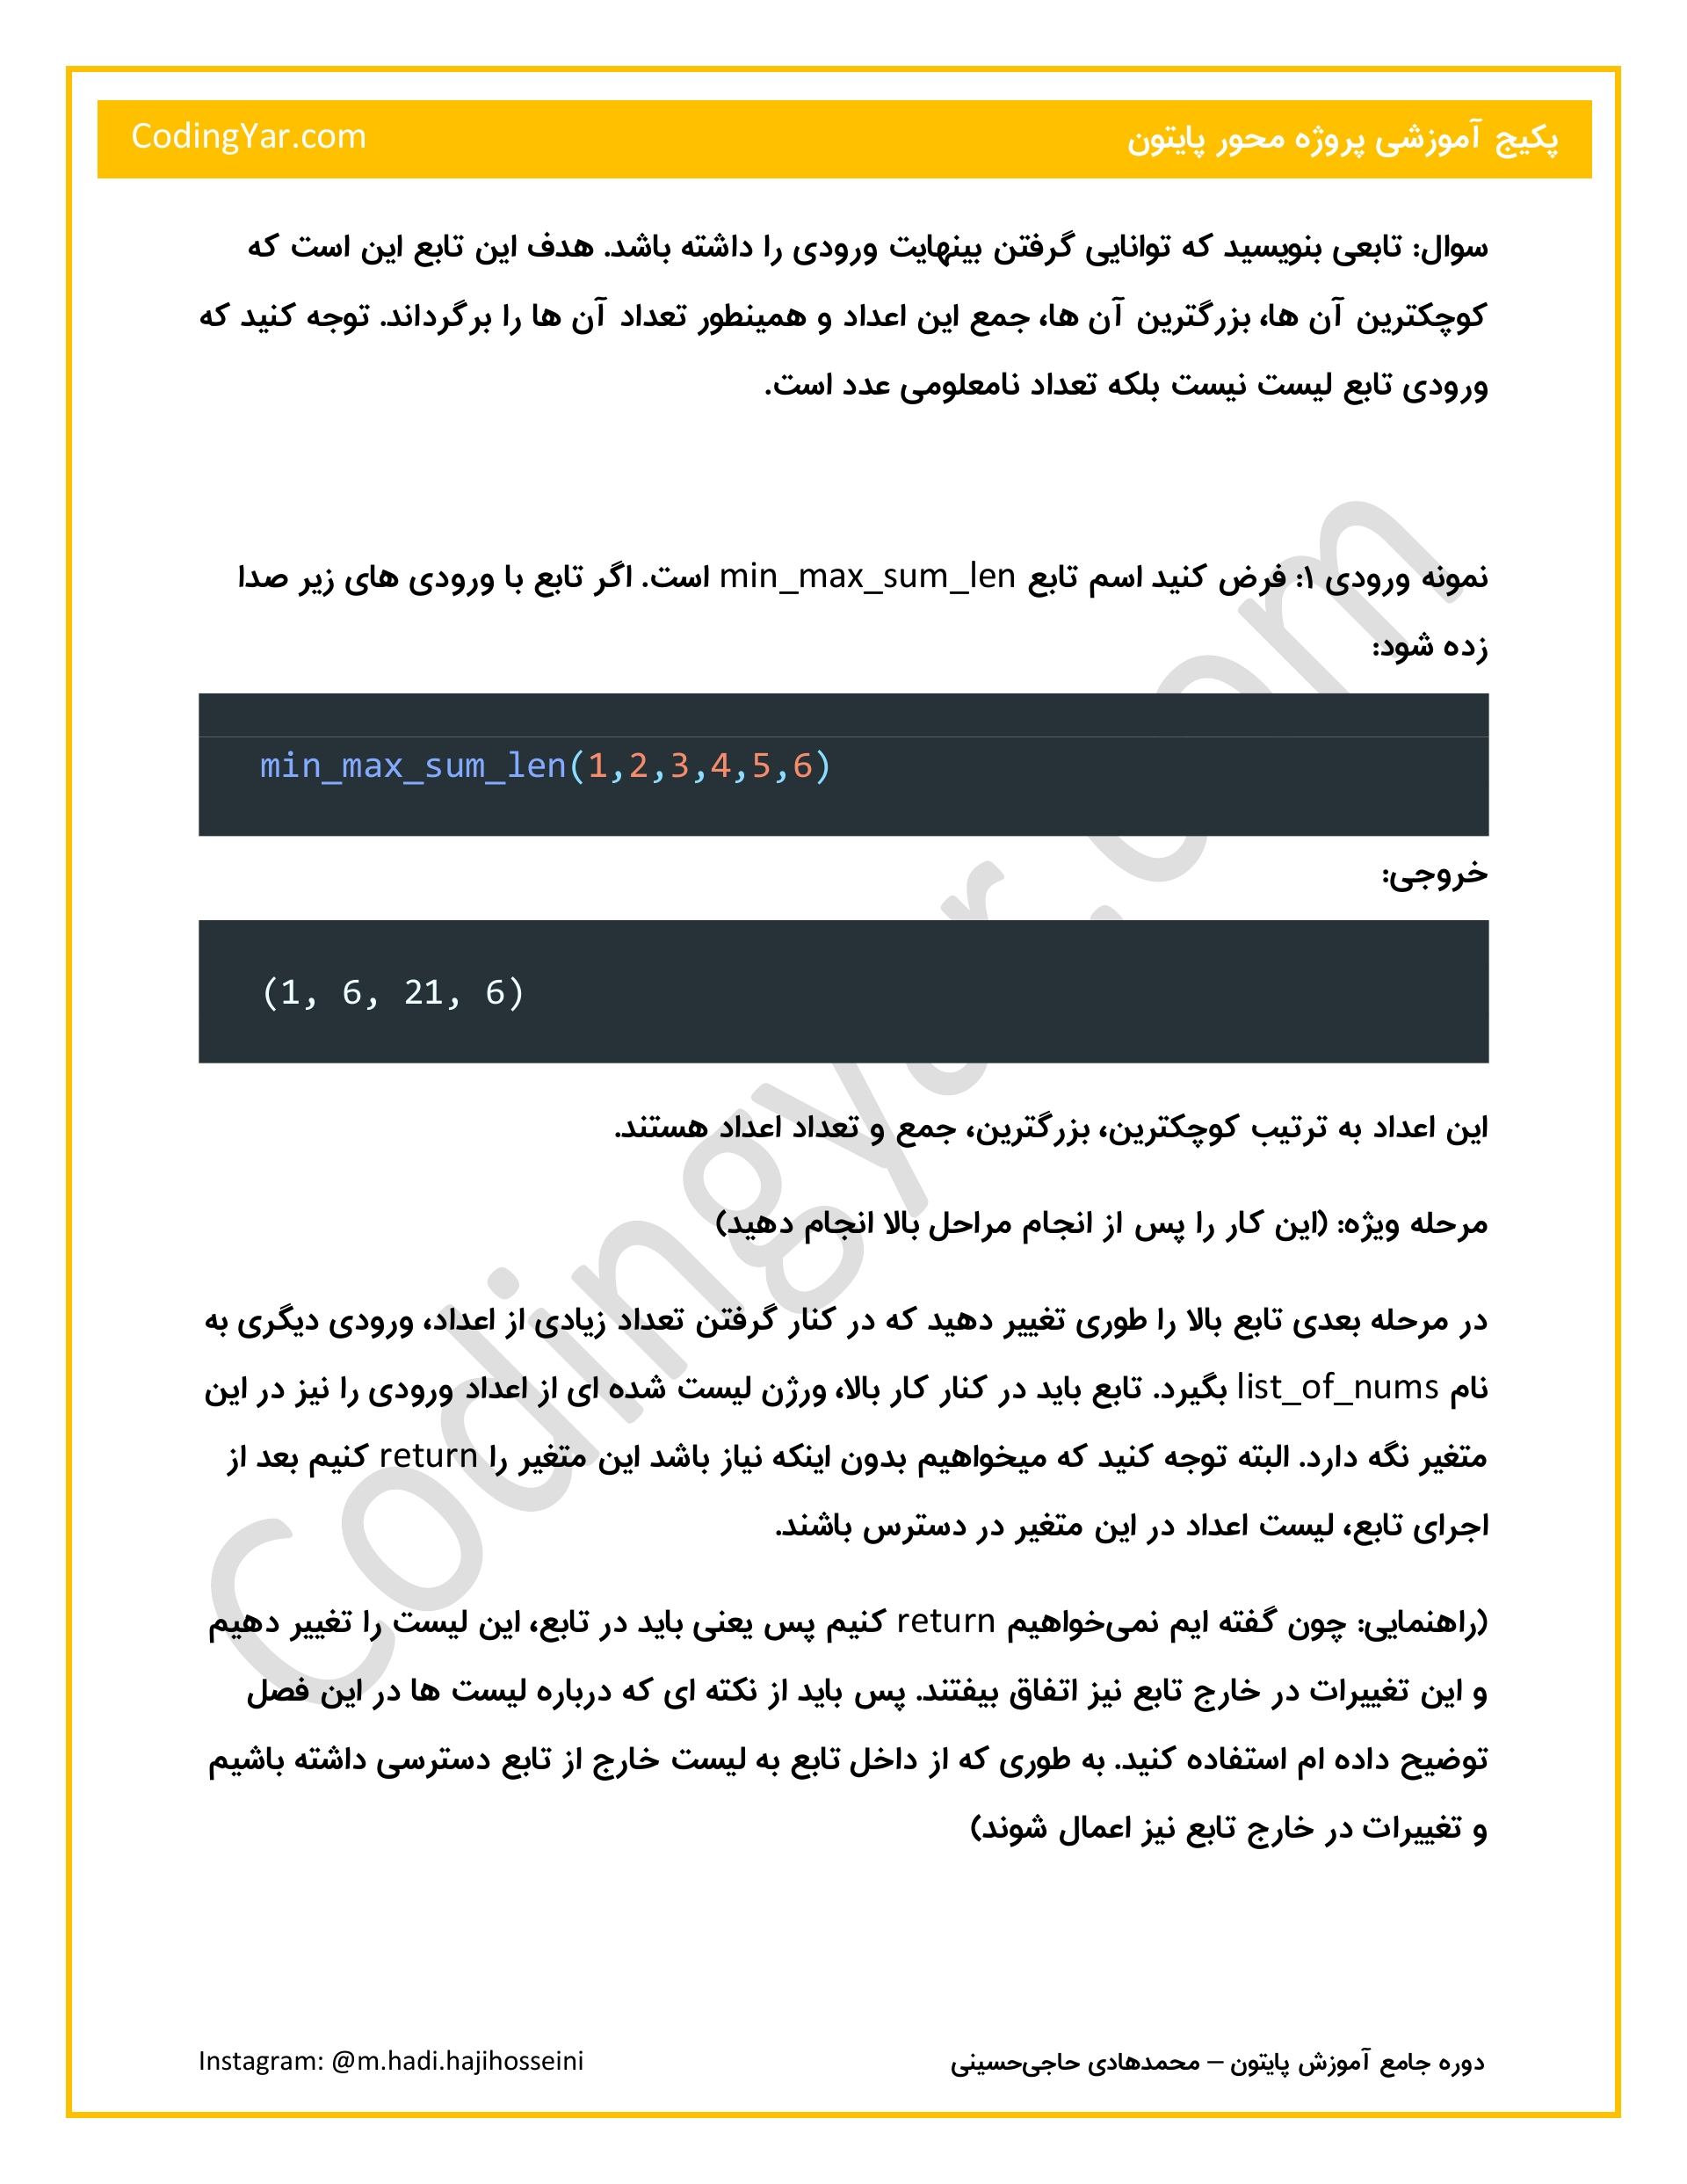 پکیج آموزشی پروژه محور پایتون
CodingYar.com
سوال: تابعی بنویسید که توانایی گرفتن بینهایت ورودی را داشته باشد. هدف این تابع این است که
کوچکترین آن ها، بزرگترین آن ها، جمع این اعداد و همینطور تعداد آن ها را برگرداند. توجه کنید که
ورودی تابع لیست نیست بلکه تعداد نامعلومی عدد است.
نمونه ورودی ۱: فرض کنید اسم تابع min_max_sum_len است. اگر تابع با ورودی های زیر صدا
زده شود:
min_max_sum_len(1,2,3,4,5,6)
خروجی:
(1, 6, 21, 6)
این اعداد به ترتیب کوچکترین، بزرگترین، جمع و تعداد اعداد هستند.
مرحله ویژه: (این کار را پس از انجام مراحل بالا انجام دهید)
در مرحله بعدی تابع بالا را طوری تغییر دهید که در کنار گرفتن تعداد زیادی از اعداد، ورودی دیگری به
نام list_of_nums بگیرد. تابع باید در کنار کار بالا، ورژن لیست شده ای از اعداد ورودی را نیز در این
متغیر نگه دارد. البته توجه کنید که میخواهیم بدون اینکه نیاز باشد این متغیر را return کنیم بعد از
اجرای تابع، لیست اعداد در این متغیر در دسترس باشند.
(راهنمایی: چون گفته ایم نمی‌خواهیم return کنیم پس یعنی باید در تابع، این لیست را تغییر دهیم
و این تغییرات در خارج تابع نیز اتفاق بیفتند. پس باید از نکته ای که درباره لیست ها در این فصل
توضیح داده ام استفاده کنید. به طوری که از داخل تابع به لیست خارج از تابع دسترسی داشته باشیم
و تغییرات در خارج تابع نیز اعمال شوند)
Codingyar.com
دوره جامع آموزش پایتون – محمدهادی حاجی‌حسینی
Instagram: @m.hadi.hajihosseini